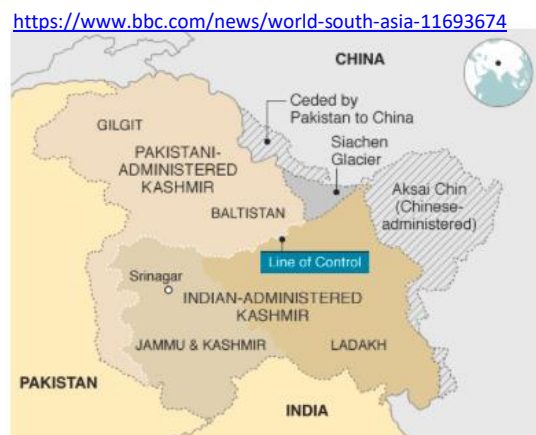 https://www.bbc.com/news/world-south-asia-11693674
CHINA
Ceded by
Pakistan to China
GILGIT
Siachen
Glacier
PAKISTANI-
ADMINISTERED
KASHMIR
Aksai Chin
(Chinese-
administered)
BALTISTAN
Line of Control
Srinagar
INDIAN-ADMINISTERED
KASHMIR
JAMMU & KASHMIR
LADAKH
PAKISTAN
INDIA